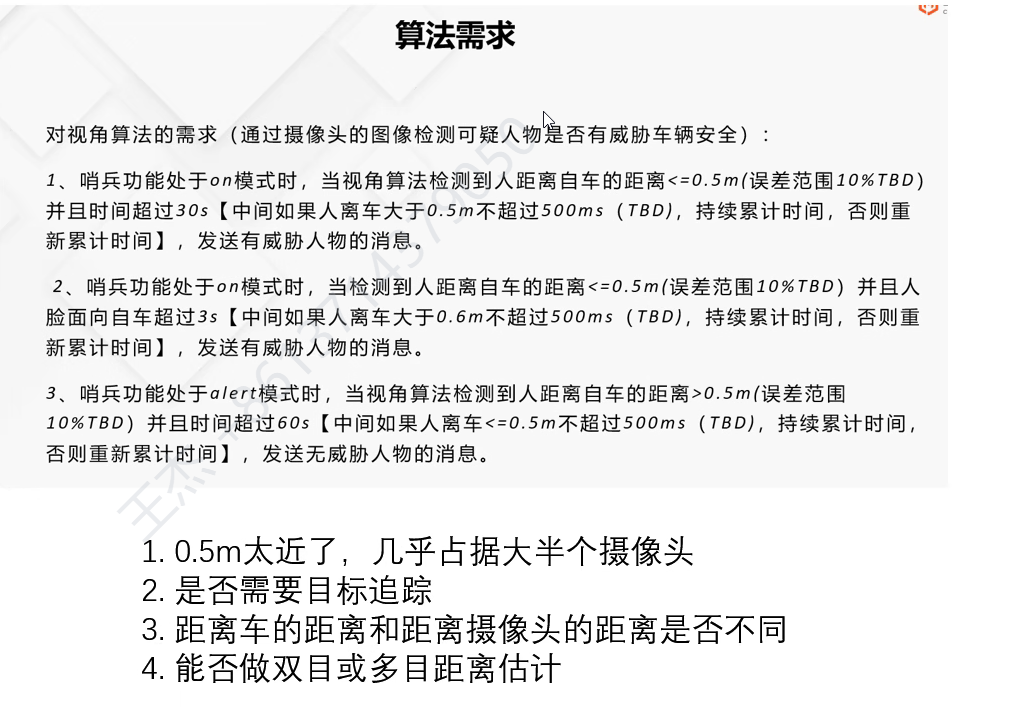 算法需求
对视角算法的需求（通过摄像头的图像检测可疑人物是否有威胁车辆安全）：
1、哨兵功能处于on模式时，当视角算法检测到人距离自车的距离<=0.5m(误差范围10%TBD）
并且时间超过30s【中间如果人离车大于0.5m不超过500ms（TBD)，持续累计时间，否则重
新累计时间】，发送有威胁人物的消息。
2、哨兵功能处于on模式时，当检测到人距离自车的距离<=0.5m(误差范围10%TBD）并且人
脸面向自车超过3s【中间如果人离车大于0.6m不超过500ms（TBD)，持续累计时间，否则重
新累计时间】，发送有威胁人物的消息。
3、哨兵功能处于alert模式时，当视角算法检测到人距离自车的距离>0.5m(误差范围
10%TBD）并且时间超过60s【中间如果人离车<=0.5m不超过500ms（TBD)，持续累计时间，
否则重新累计时间】，发送无威胁人物的消息。
1. 0.5m太近了，几乎占据大半个摄像头
2. 是否需要目标追踪
3. 距离车的距离和距离摄像头的距离是否不同
4. 能否做双目或多目距离估计